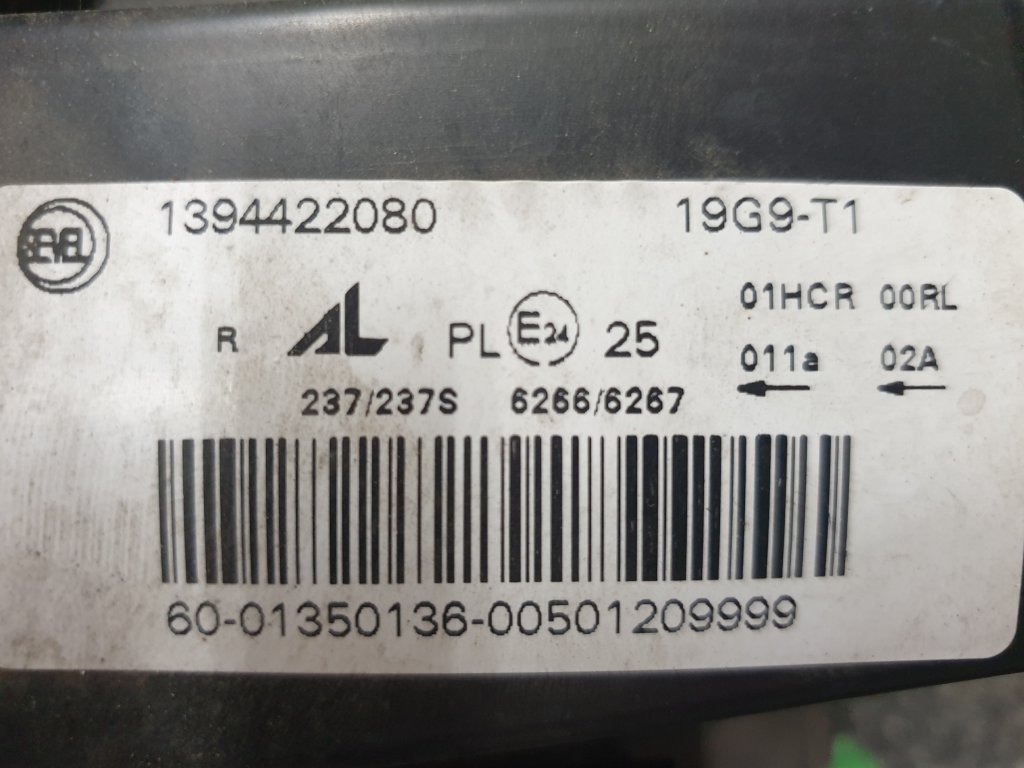 SEVEL 1394422080 19G9-T1
01HCR 00RL
R AL PL E24 25
011a 02A
237/237S 6266/6267
60-01350136-00501209999